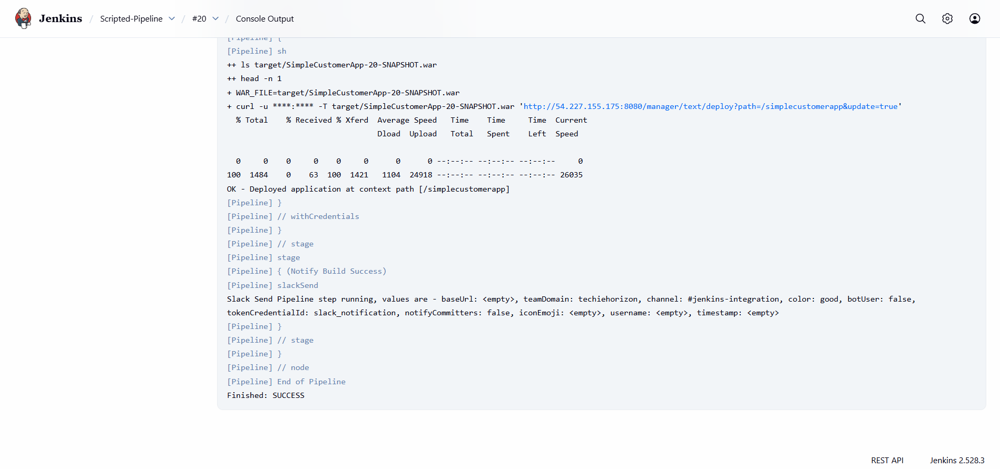 Jenkins / Scripted-Pipeline / #20 / Console Output
[Pipeline] {
[Pipeline] sh
++ ls target/SimpleCustomerApp-20-SNAPSHOT.war
++ head -n 1
+ WAR_FILE=target/SimpleCustomerApp-20-SNAPSHOT.war
+ curl -u ****:**** -T target/SimpleCustomerApp-20-SNAPSHOT.war 'http://54.227.155.175:8080/manager/text/deploy?path=/simplecustomerapp&update=true'
  % Total    % Received % Xferd  Average Speed   Time    Time     Time  Current
                                 Dload  Upload   Total   Spent    Left  Speed
  0     0    0     0    0     0      0      0 --:--:-- --:--:-- --:--:--     0
100  1484    0    63  100  1421   1104  24918 --:--:-- --:--:-- --:--:-- 26035
OK - Deployed application at context path [/simplecustomerapp]
[Pipeline] }
[Pipeline] // withCredentials
[Pipeline] }
[Pipeline] // stage
[Pipeline] stage
[Pipeline] { (Notify Build Success)
[Pipeline] slackSend
Slack Send Pipeline step running, values are - baseUrl: <empty>, teamDomain: techiehorizon, channel: #jenkins-integration, color: good, botUser: false,
tokenCredentialId: slack_notification, notifyCommitters: false, iconEmoji: <empty>, username: <empty>, timestamp: <empty>
[Pipeline] }
[Pipeline] // stage
[Pipeline] }
[Pipeline] // node
[Pipeline] End of Pipeline
Finished: SUCCESS
REST API Jenkins 2.528.3